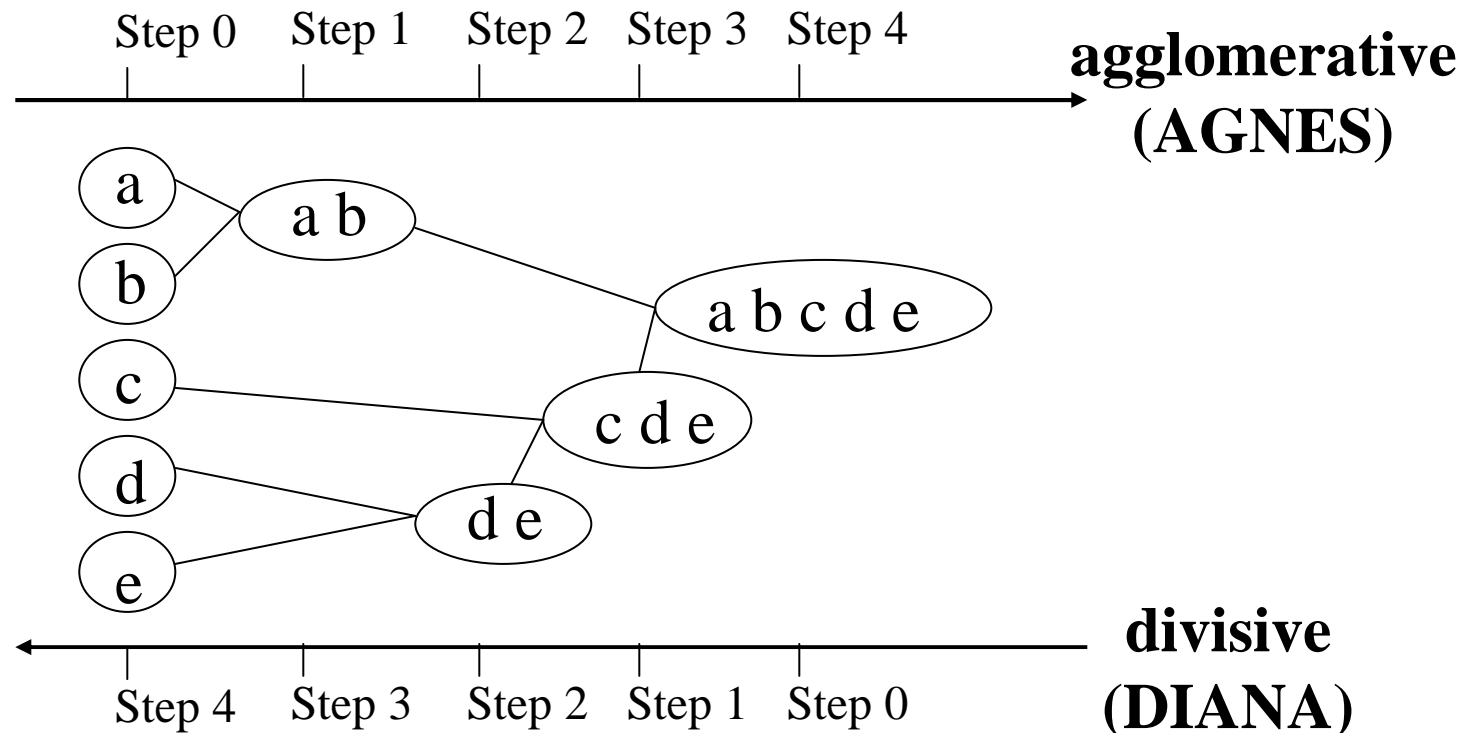 Step 0 Step 1 Step 2 Step 3 Step 4
agglomerative
(AGNES)
a
a b
b
a b c d e
c
c d e
d
d e
e
divisive
(DIANA)
Step 4 Step 3 Step 2 Step 1 Step 0